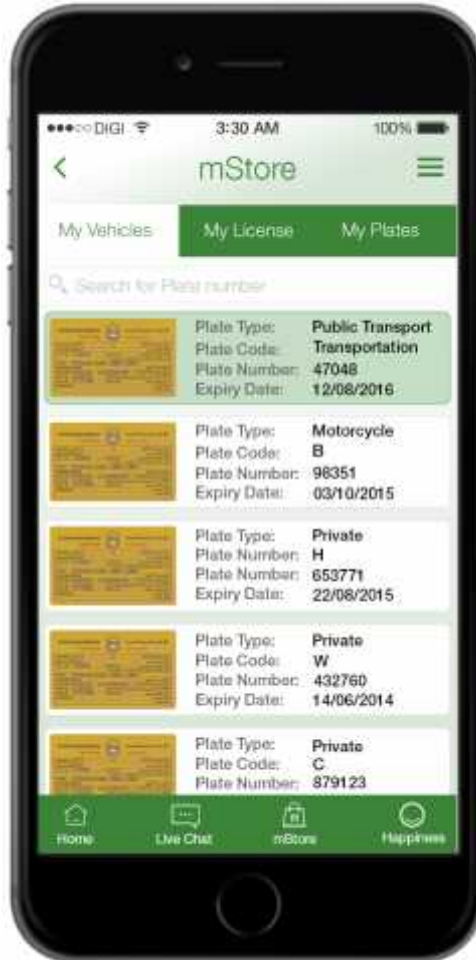 DIGI 3:30 AM 100%
mStore
My Vehicles My License My Plates
Search for Plate number
Plate Type: Public Transport
Plate Code: Transportation
Plate Number: 47048
Expiry Date: 12/08/2016
Plate Type: Motorcycle
Plate Code: B
Plate Number: 98351
Expiry Date: 03/10/2015
Plate Type: Private
Plate Number: H
Plate Number: 653771
Expiry Date: 22/08/2015
Plate Type: Private
Plate Code: W
Plate Number: 432760
Expiry Date: 14/06/2014
Plate Type: Private
Plate Code: C
Plate Number: 879123
Home Live Chat mStore Happiness